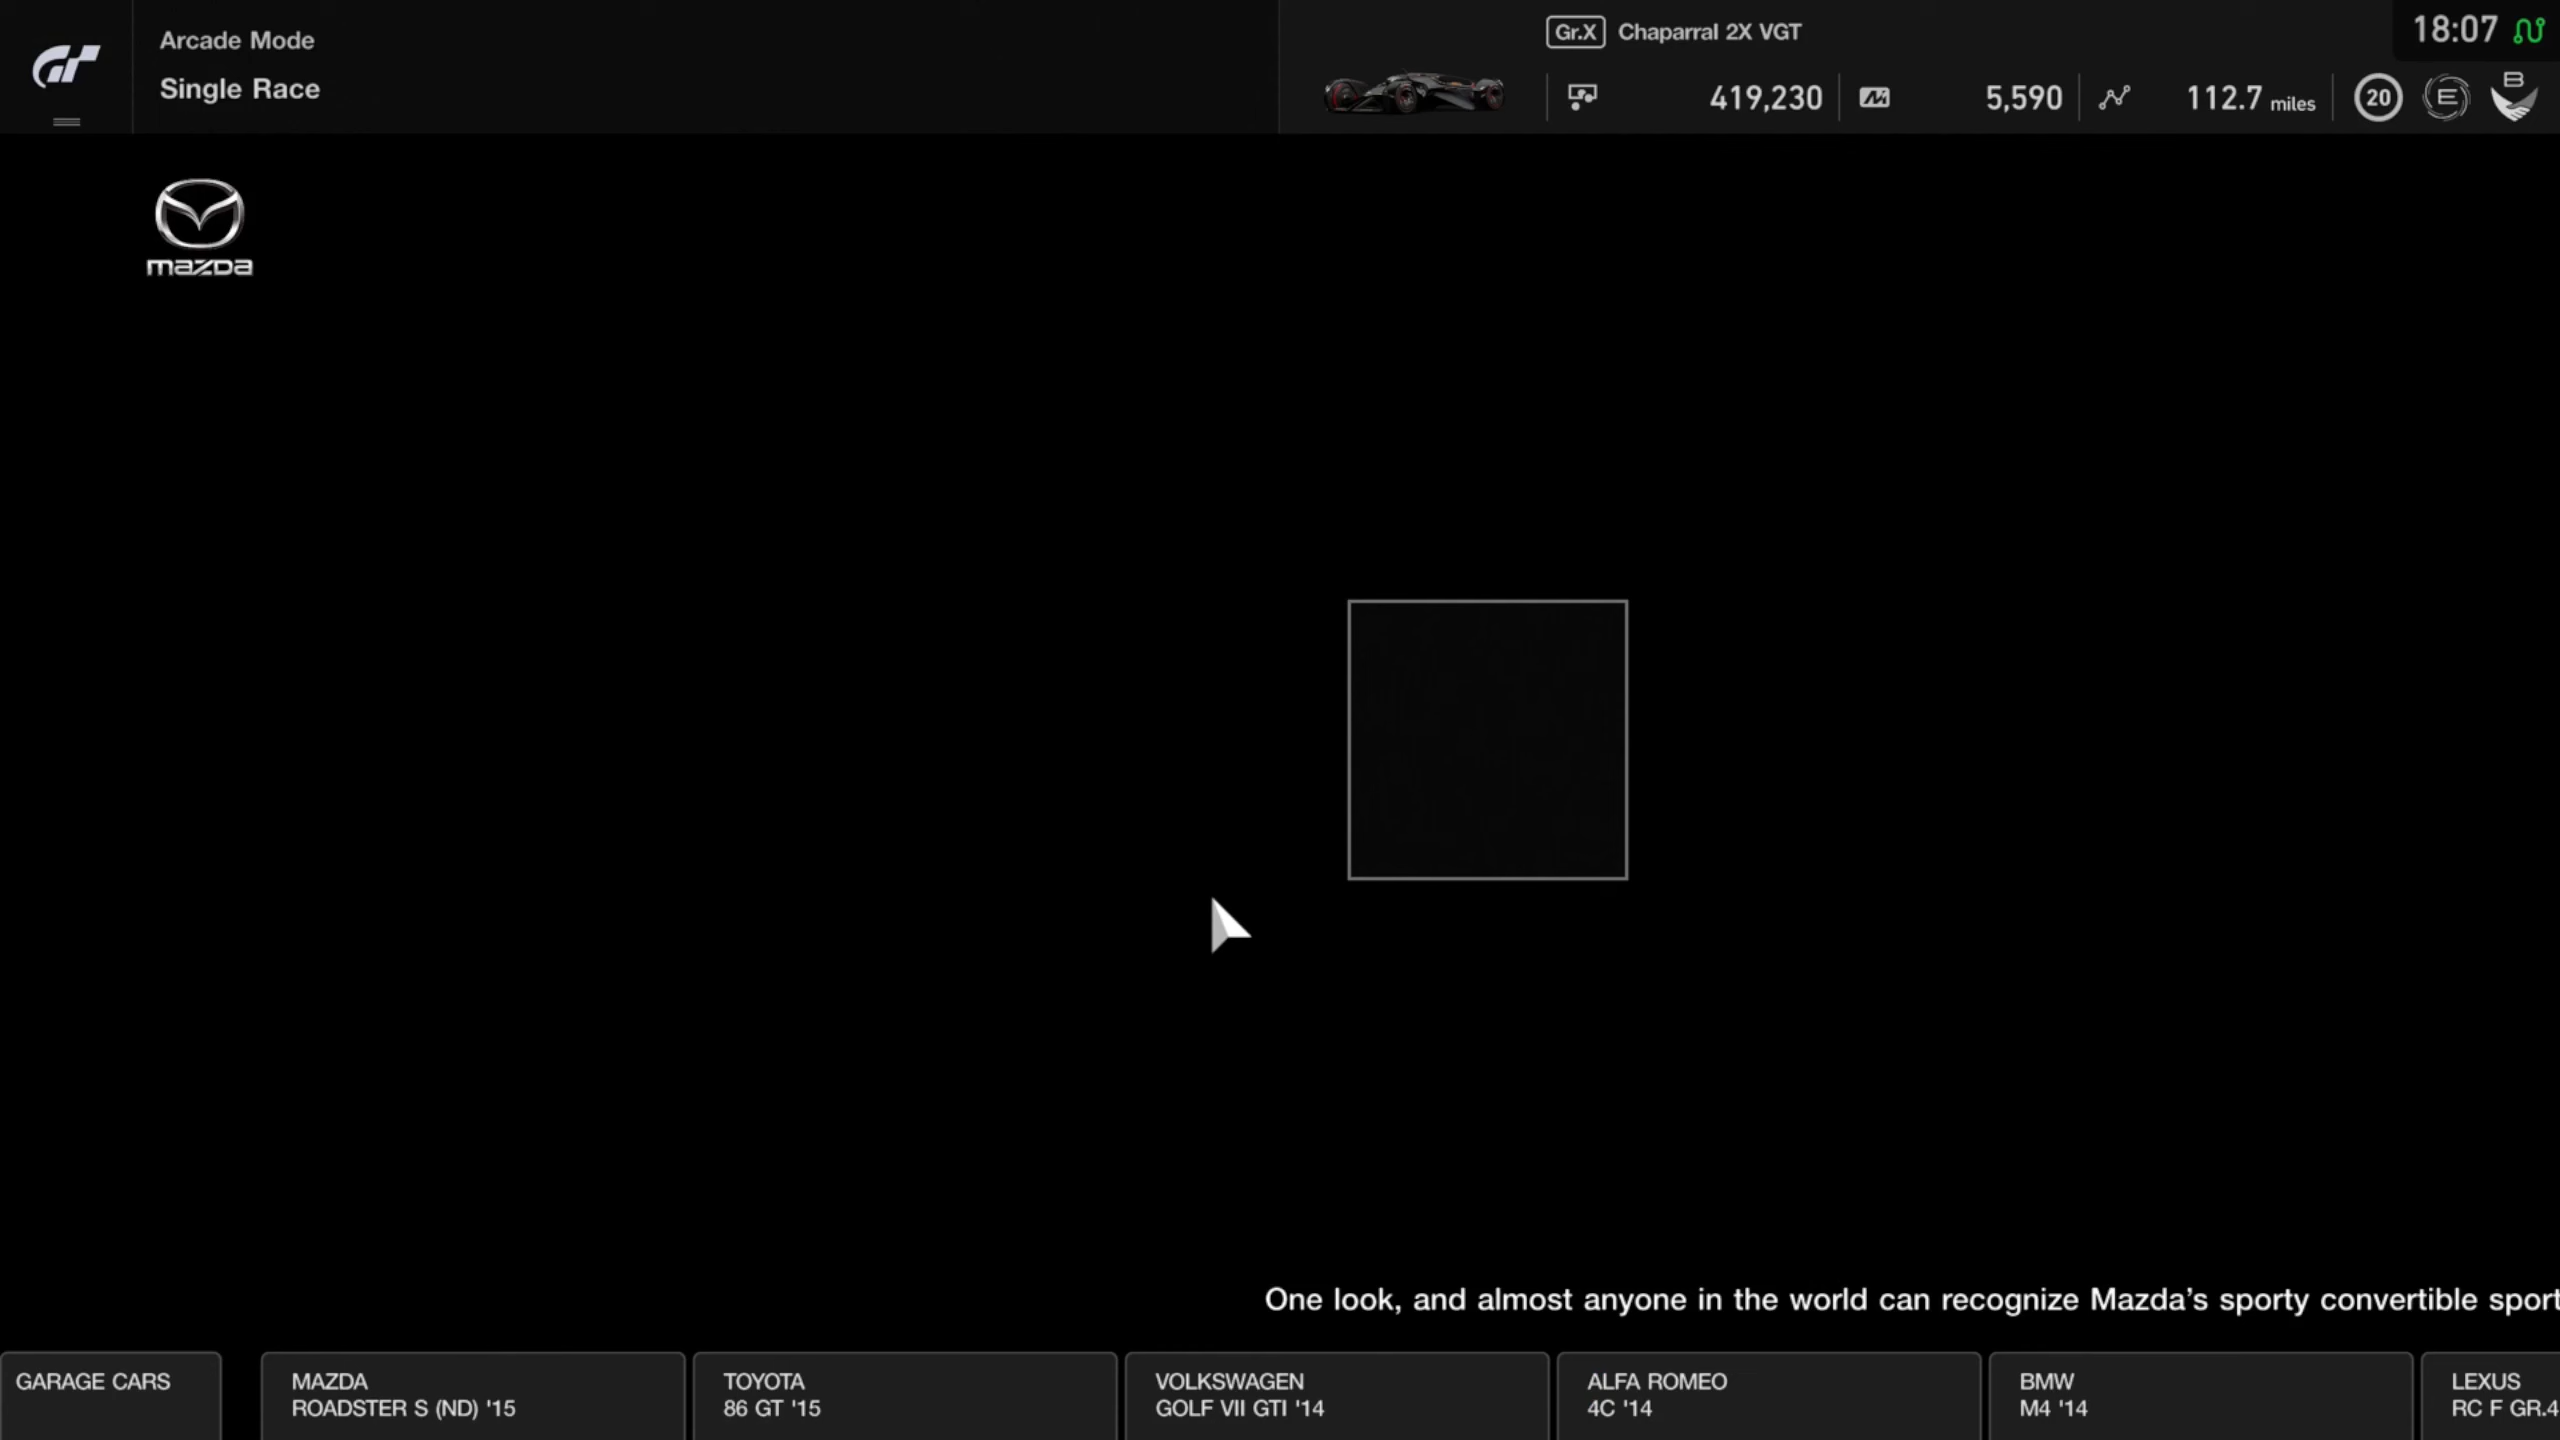 Arcade Mode
Single Race
Gr.X Chaparral 2X VGT
18:07
419,230
5,590
112.7 miles
20
E
B
mazda
One look, and almost anyone in the world can recognize Mazda's sporty convertible sport
GARAGE CARS
MAZDA
ROADSTER S (ND) '15
TOYOTA
86 GT '15
VOLKSWAGEN
GOLF VII GTI '14
ALFA ROMEO
4C '14
BMW
M4 '14
LEXUS
RC F GR.4